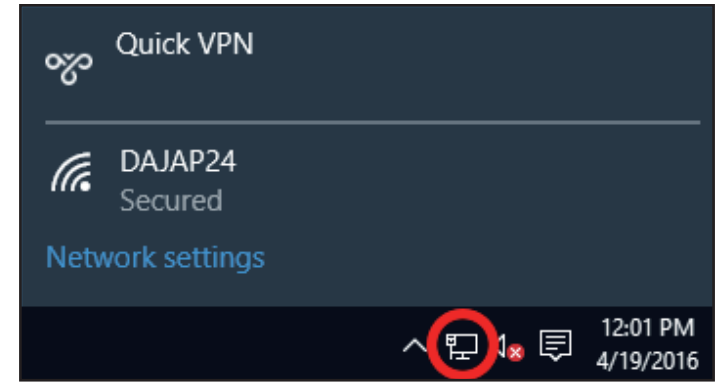 Quick VPN
DAJAP24
Secured
Network settings
12:01 PM
4/19/2016